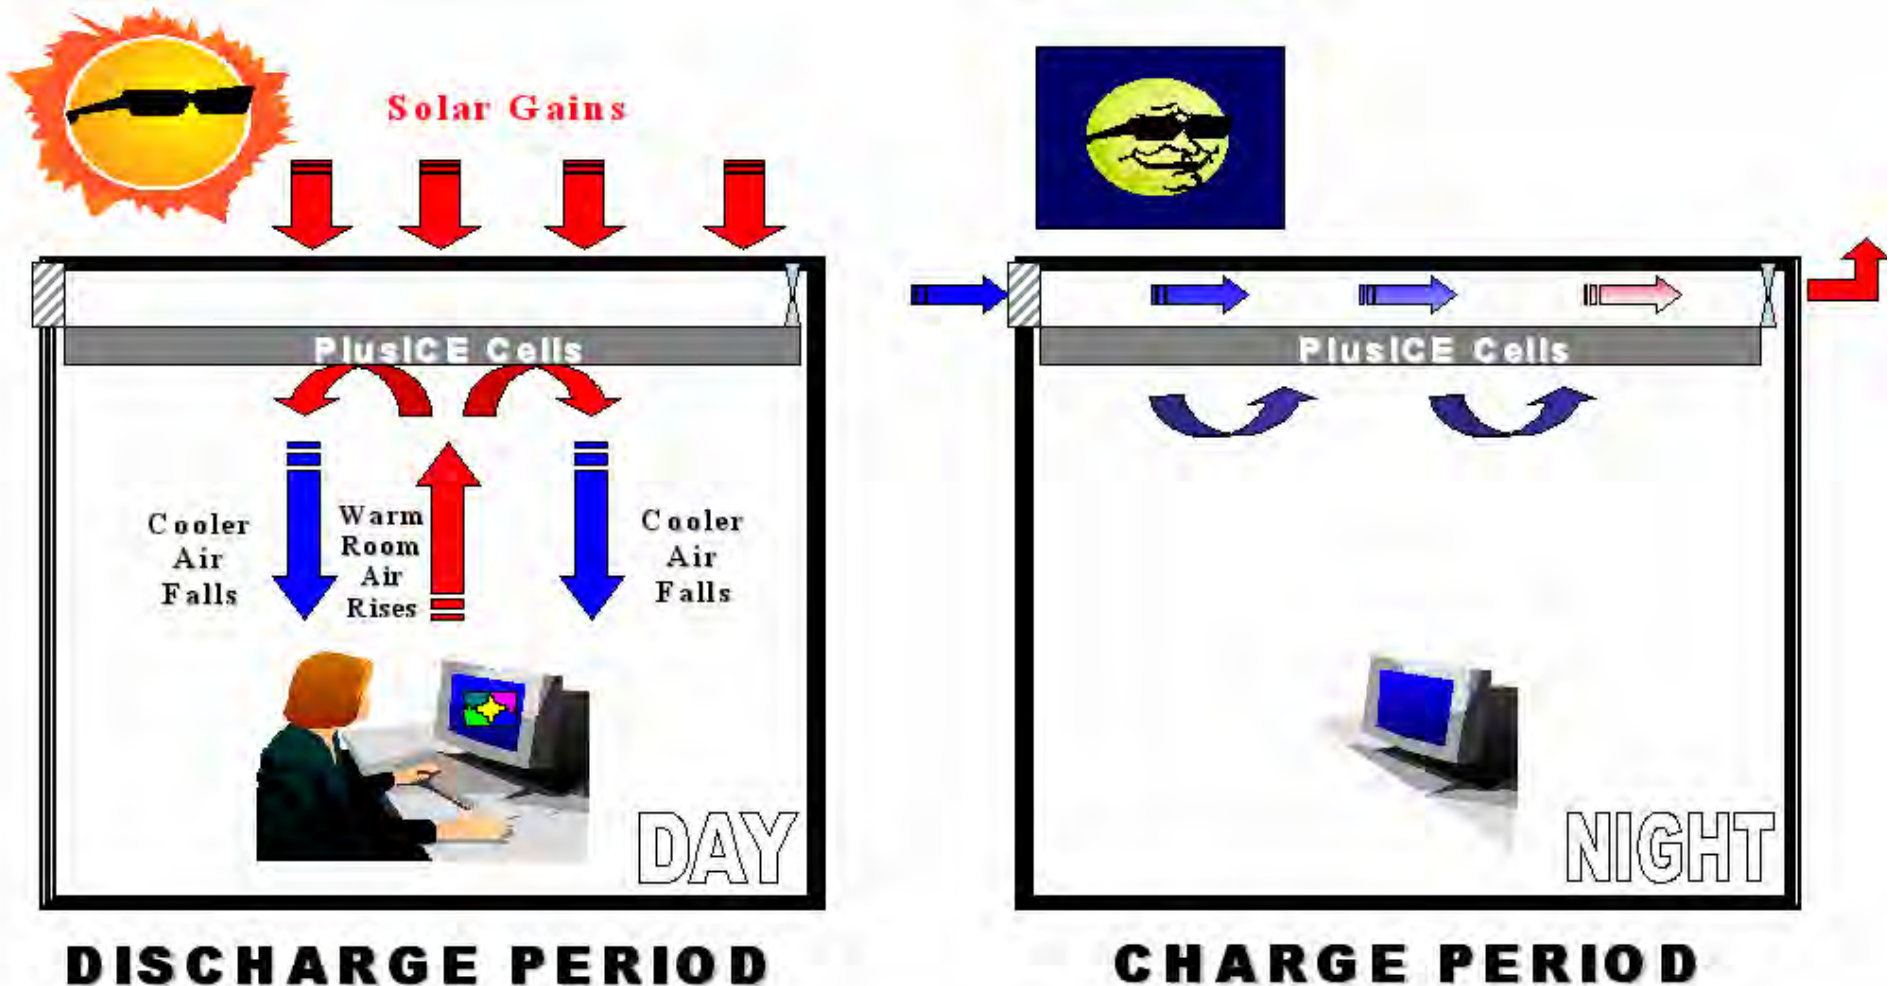 Solar Gains
PlusICE Cells
Cooler
Air
Falls
Warm
Room
Air
Rises
Cooler
Air
Falls
DAY
DISCHARGE PERIOD
PlusICE Cells
NIGHT
CHARGE PERIOD